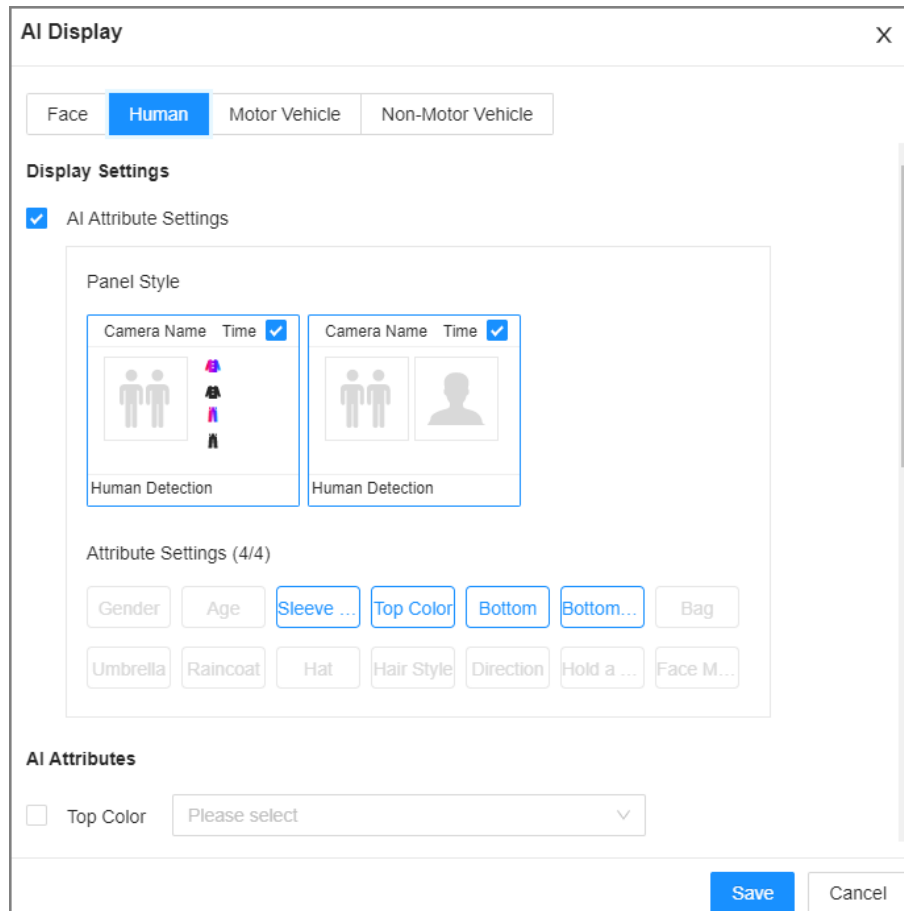 AI Display X
Face Human Motor Vehicle Non-Motor Vehicle
Display Settings
AI Attribute Settings
Panel Style
Camera Name Time Camera Name Time
Human Detection Human Detection
Attribute Settings (4/4)
Gender Age Sleeve ... Top Color Bottom Bottom... Bag
Umbrella Raincoat Hat Hair Style Direction Hold a ... Face M...
AI Attributes
Top Color Please select
Save Cancel